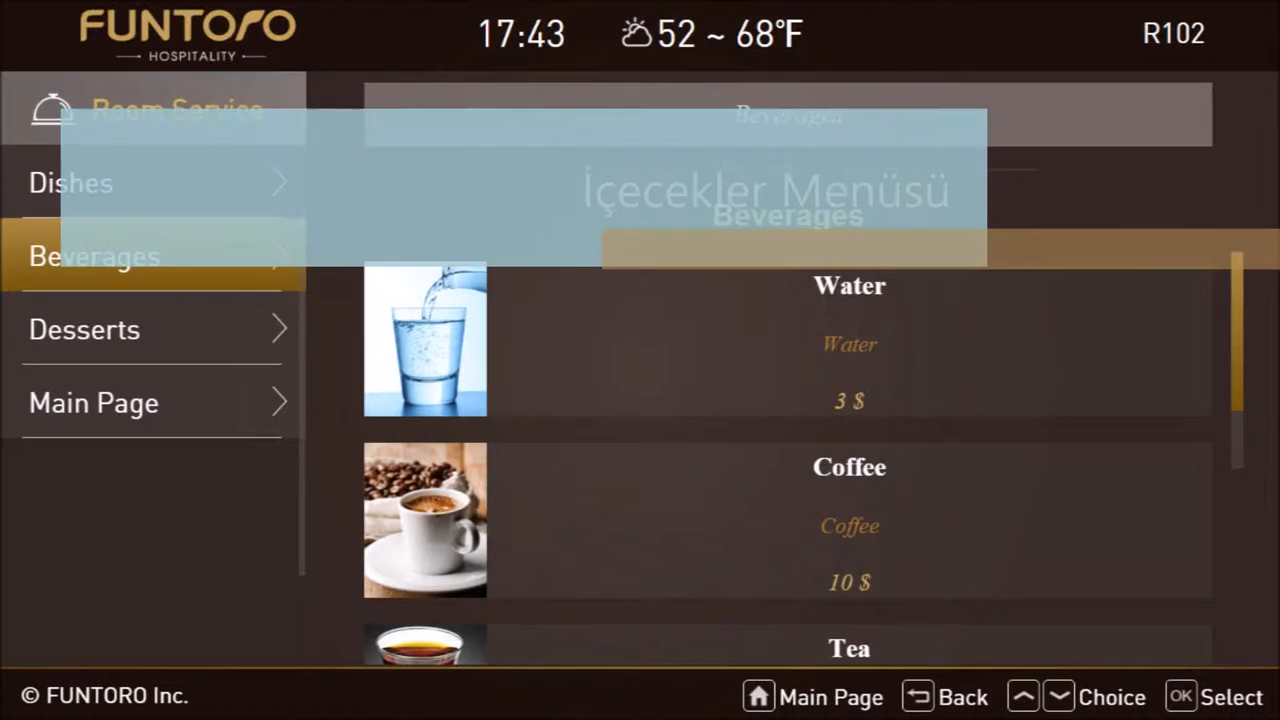 FUNTORO
HOSPITALITY
17:43
52 ~ 68°F
R102
Room Service
Dishes
Beverages
Desserts
Main Page
Beverages
İçecekler Menüsü
Beverages
Water
Water
3 $
Coffee
Coffee
10 $
Tea
© FUNTORO Inc.
Main Page
Back
Choice
OK Select